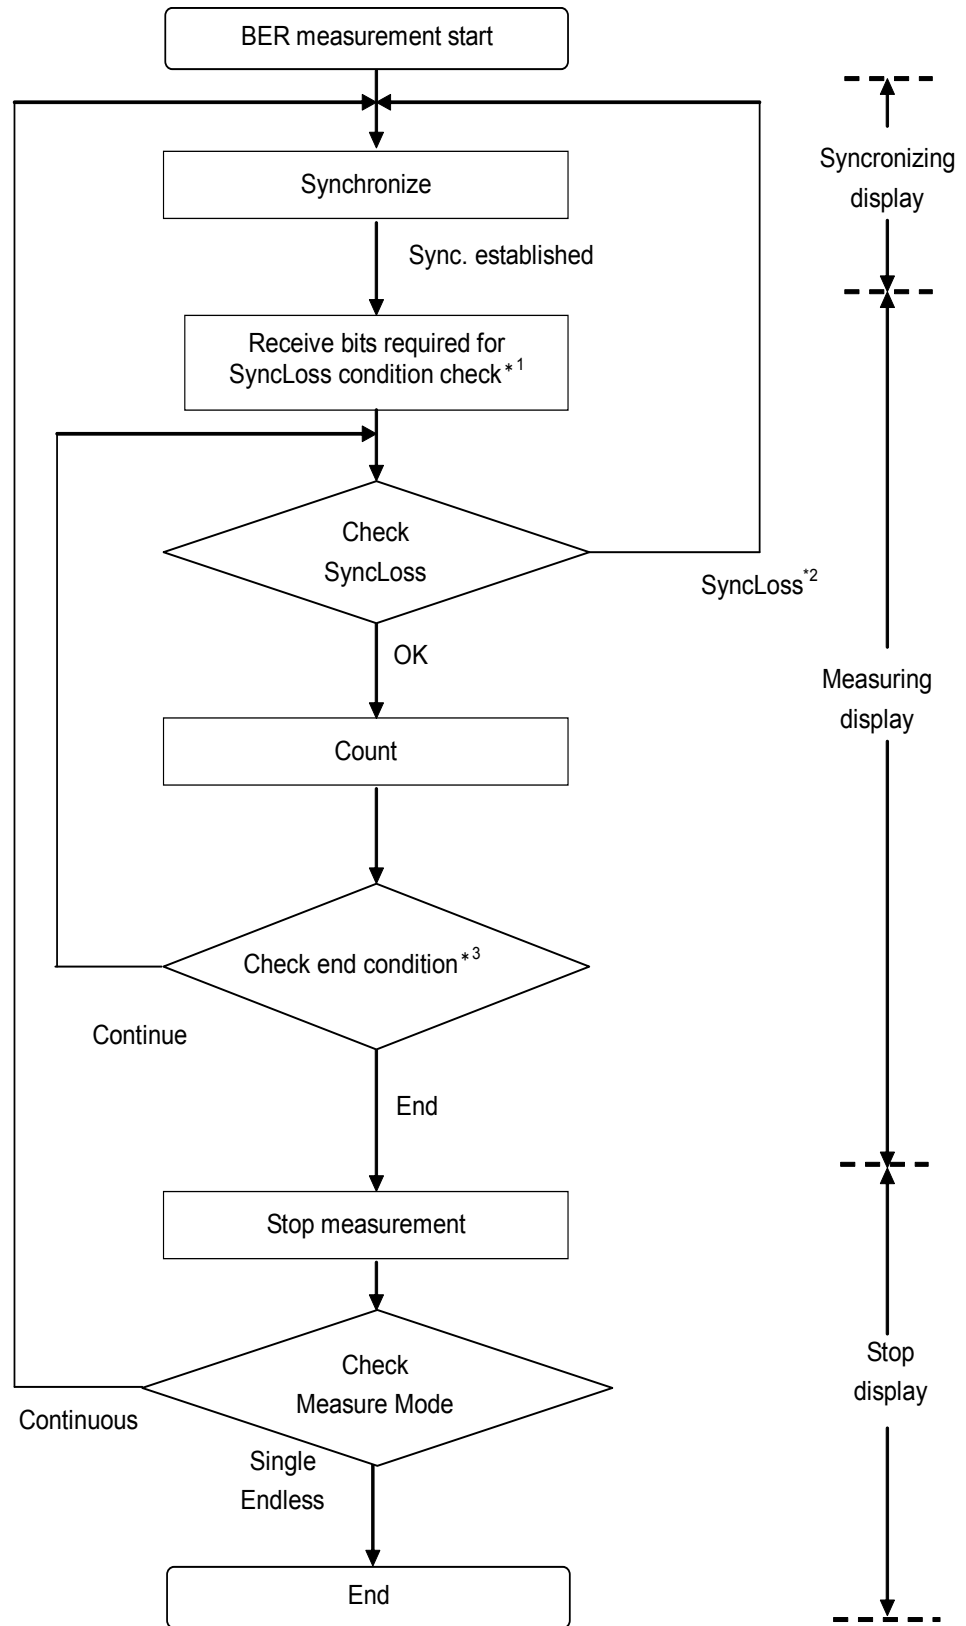 BER measurement start
Synchronize
Syncronizing
display
Sync. established
Receive bits required for
SyncLoss condition check*1
Check
SyncLoss
SyncLoss*2
OK
Measuring
display
Count
Check end condition*3
Continue
End
Stop measurement
Check
Measure Mode
Stop
display
Continuous
Single
Endless
End